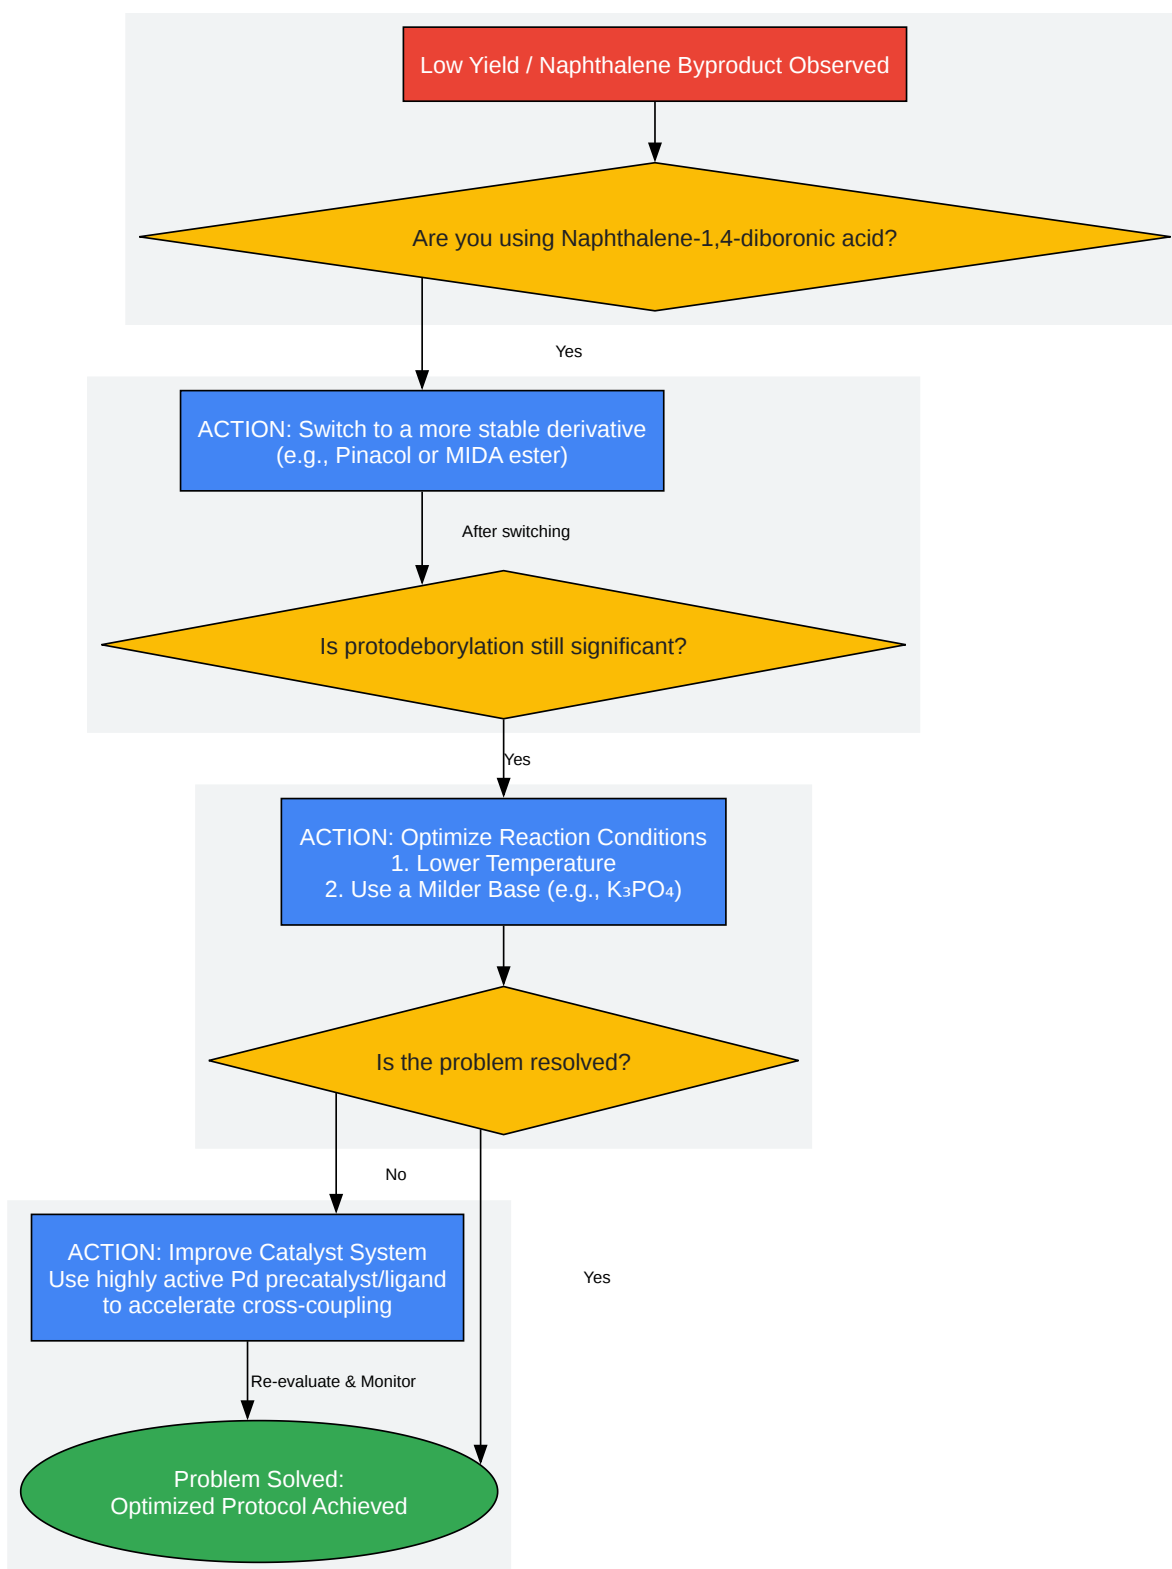 Low Yield / Naphthalene Byproduct Observed
Are you using Naphthalene-1,4-diboronic acid?
Yes
ACTION: Switch to a more stable derivative
(e.g., Pinacol or MIDA ester)
After switching
Is protodeborylation still significant?
Yes
ACTION: Optimize Reaction Conditions
1. Lower Temperature
2. Use a Milder Base (e.g., K₃PO₄)
Is the problem resolved?
No
ACTION: Improve Catalyst System
Use highly active Pd precatalyst/ligand
to accelerate cross-coupling
Yes
Re-evaluate & Monitor
Problem Solved:
Optimized Protocol Achieved